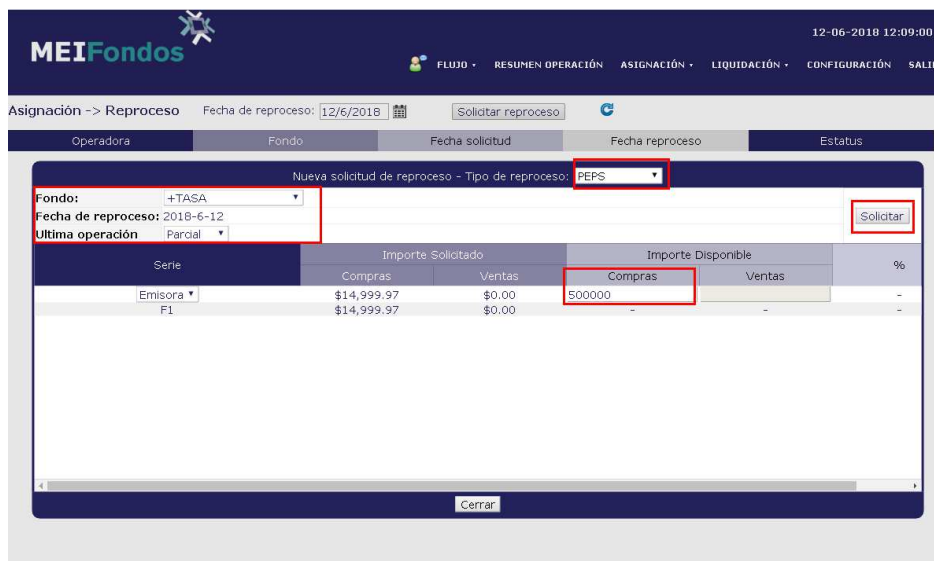 12-06-2018 12:09:00
MEIFondos
FLUJO RESUMEN OPERACIÓN ASIGNACIÓN LIQUIDACIÓN CONFIGURACIÓN SALI
Asignación -> Reproceso Fecha de reproceso: 12/6/2018 Solicitar reproceso
Operadora Fondo Fecha solicitud Fecha reproceso Estatus
Nueva solicitud de reproceso - Tipo de reproceso: PEPS
Fondo: +TASA
Fecha de reproceso: 2018-6-12 Solicitar
Ultima operación Parcial
Serie Importe Solicitado Importe Disponible %
Compras Ventas Compras Ventas
Emisora $14,999.97 $0.00 500000 -
F1 $14,999.97 $0.00 - - -
Cerrar